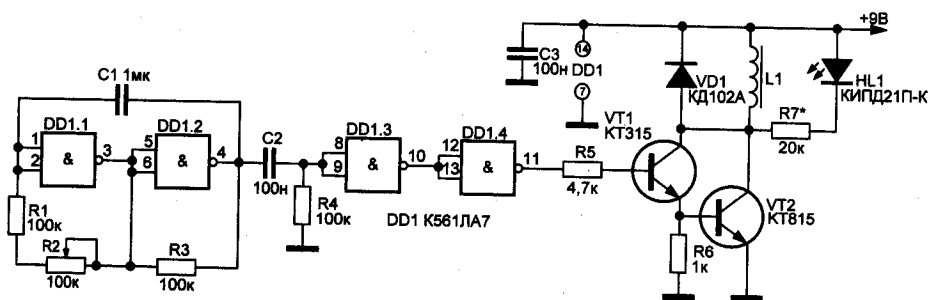 +9В
C1 1мк
C3
100н
14
DD1
7
VD1
КД102А
L1
HL1
КИПД21П-К
DD1.1
DD1.2
C2
100н
DD1.3
DD1.4
VT1
КТ315
R7*
20к
1
2
&
3
5
6
&
4
8
9
&
10
12
13
&
11
R5
4,7к
R1
100к
R4
100к
DD1 К561ЛА7
VT2
КТ815
R2
100к
R3
100к
R6
1к